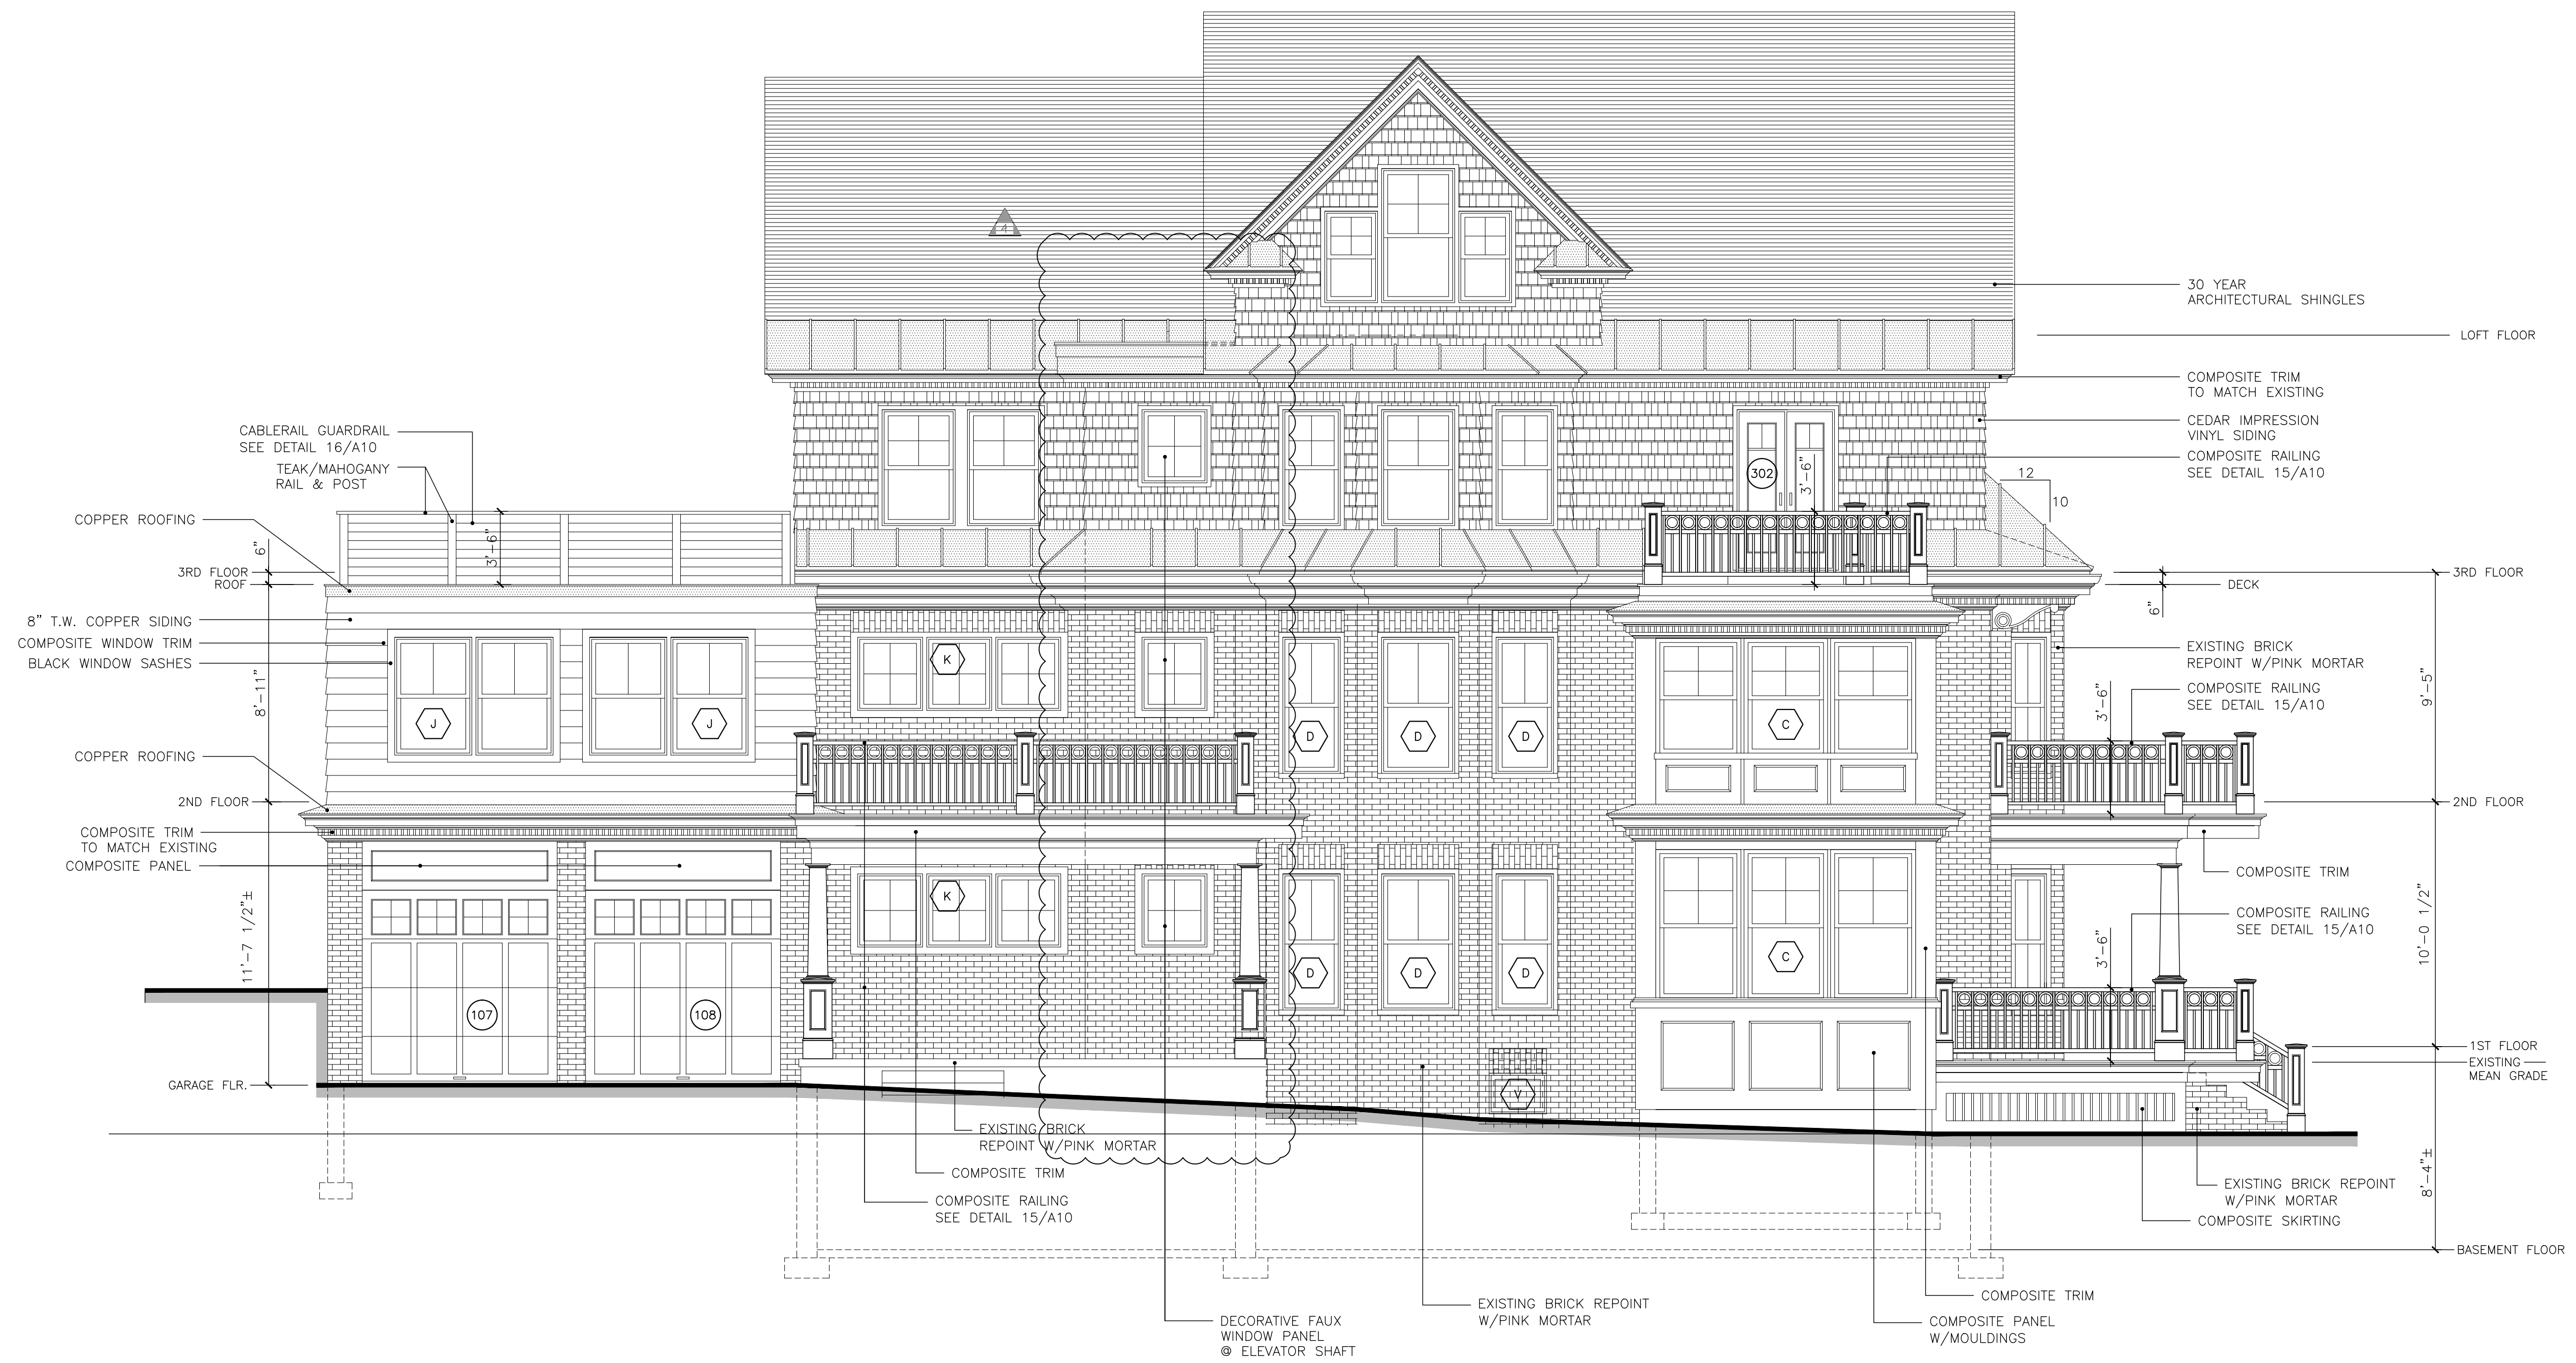 4
30 YEAR
ARCHITECTURAL SHINGLES
LOFT FLOOR
COMPOSITE TRIM
TO MATCH EXISTING
CEDAR IMPRESSION
VINYL SIDING
COMPOSITE RAILING
SEE DETAIL 15/A10
12
10
302
3'-6"
CABLERAIL GUARDRAIL
SEE DETAIL 16/A10
TEAK/MAHOGANY
RAIL & POST
COPPER ROOFING
6"
3'-6"
3RD FLOOR
ROOF
8" T.W. COPPER SIDING
COMPOSITE WINDOW TRIM
BLACK WINDOW SASHES
8'-11"
COPPER ROOFING
2ND FLOOR
COMPOSITE TRIM
TO MATCH EXISTING
COMPOSITE PANEL
11'-7 1/2"±
GARAGE FLR.
J
J
K
K
D
D
D
C
D
D
D
C
V
107
108
3RD FLOOR
DECK
6"
EXISTING BRICK
REPOINT W/PINK MORTAR
COMPOSITE RAILING
SEE DETAIL 15/A10
3'-6"
9'-5"
2ND FLOOR
COMPOSITE TRIM
COMPOSITE RAILING
SEE DETAIL 15/A10
3'-6"
10'-0 1/2"
1ST FLOOR
EXISTING
MEAN GRADE
8'-4"±
EXISTING BRICK REPOINT
W/PINK MORTAR
COMPOSITE SKIRTING
BASEMENT FLOOR
EXISTING BRICK
REPOINT W/PINK MORTAR
COMPOSITE TRIM
COMPOSITE RAILING
SEE DETAIL 15/A10
DECORATIVE FAUX
WINDOW PANEL
@ ELEVATOR SHAFT
EXISTING BRICK REPOINT
W/PINK MORTAR
COMPOSITE TRIM
COMPOSITE PANEL
W/MOULDINGS